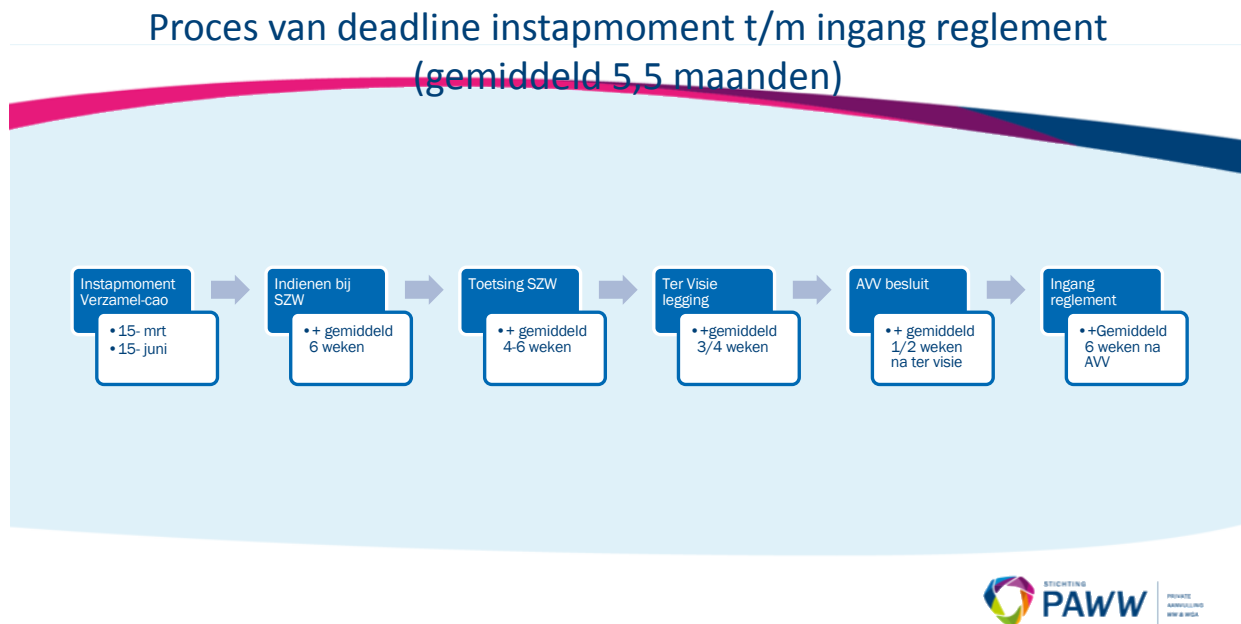 Proces van deadline instapmoment t/m ingang reglement
(gemiddeld 5,5 maanden)
Instapmoment
Verzamel-cao
• 15- mrt
• 15- juni
Indienen bij
SZW
• + gemiddeld
6 weken
Toetsing SZW
• + gemiddeld
4-6 weken
Ter Visie
legging
• +gemiddeld
3/4 weken
AVV besluit
• + gemiddeld
1/2 weken
na ter visie
Ingang
reglement
• +Gemiddeld
6 weken na
AVV
STICHTING
PAWW
PRIVATE
AANVULLING
WW & WGA